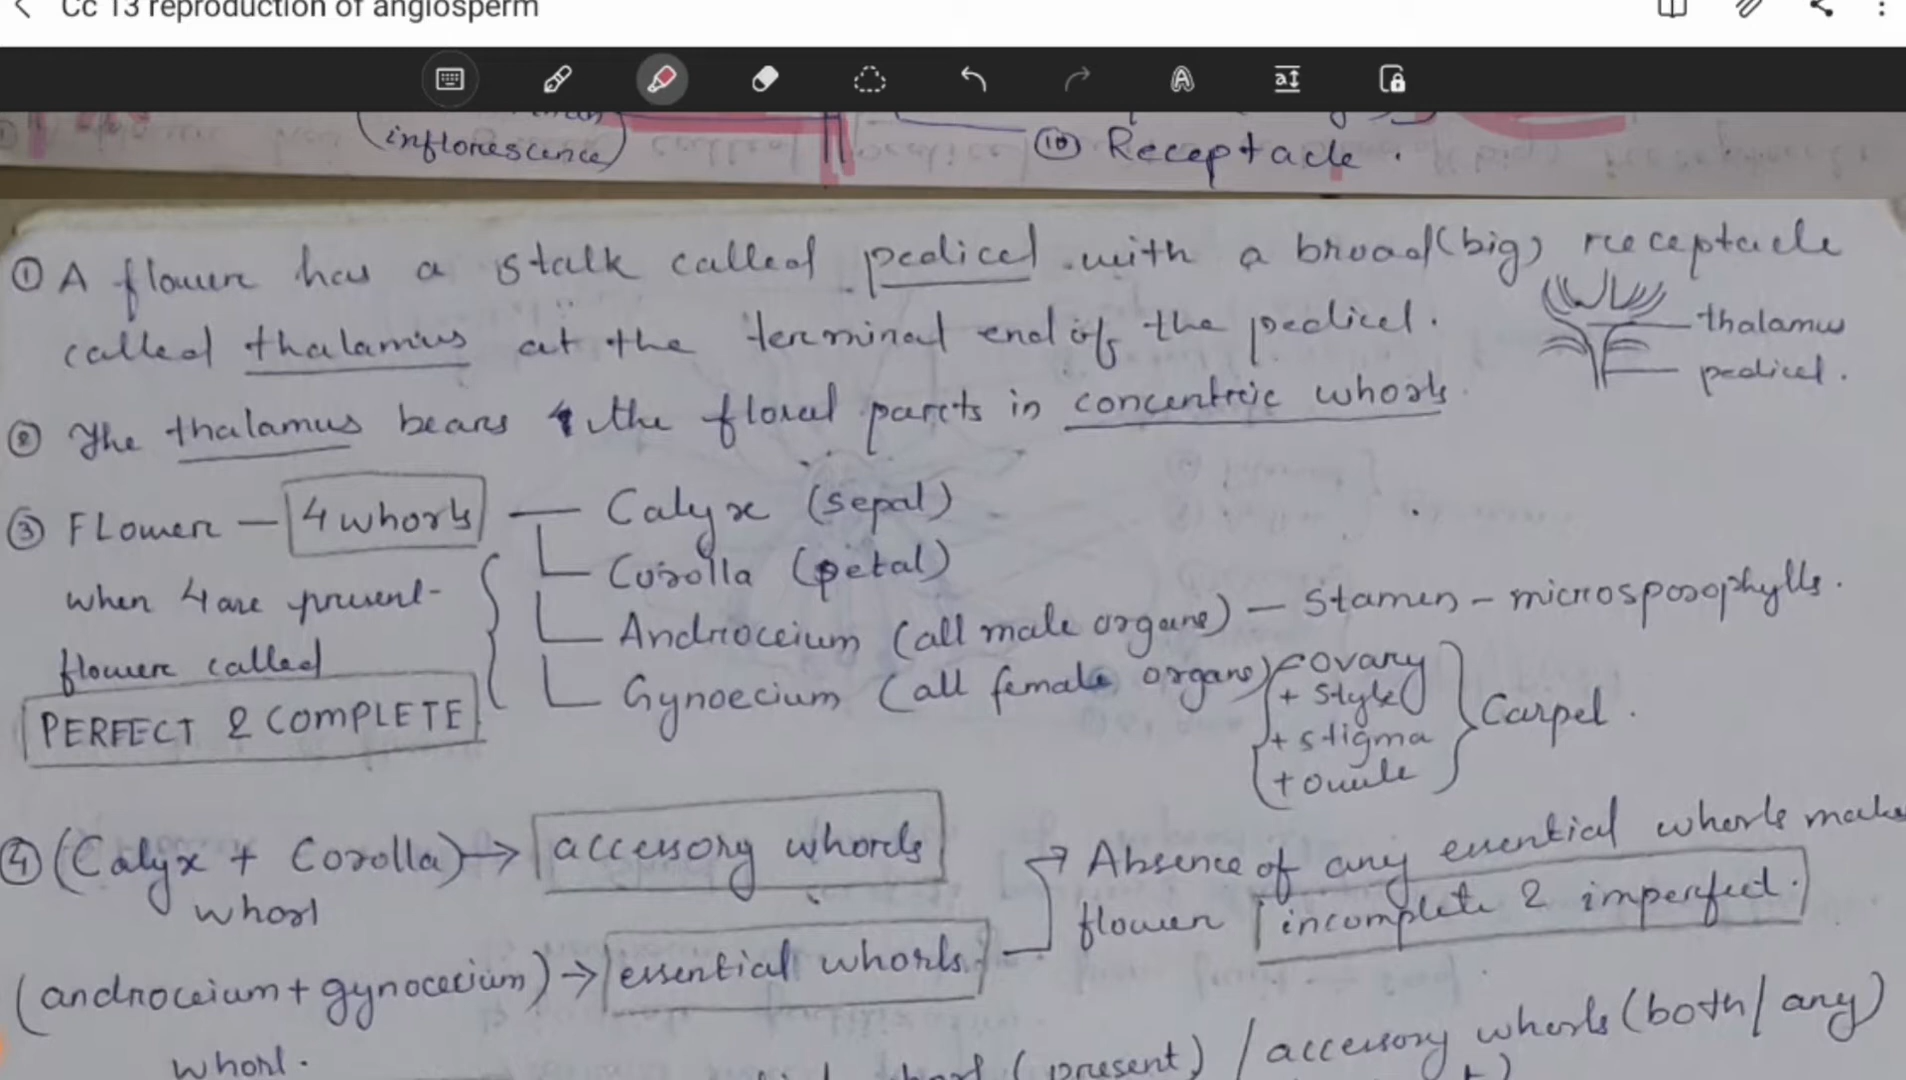 Cc 13 reproduction of angiosperm
(inflorescence)
⑩ Receptacle.
① A flower has a stalk called pedicel with a broad (big) receptacle
called thalamus at the terminal end of the pedicel.
thalamus
pedicel.
② The thalamus bears the floral parts in concentric whorls.
③ Flower — 4 whorls — Calyx (sepal)
Corolla (petal)
when 4 are present
Androecium (all male organs) — Stamen — microsporophylls.
flower called
Gynoecium (all female organs) ovary
+ style
+ stigma
+ ovule
Carpel.
PERFECT & COMPLETE
④ (Calyx + Corolla) → accessory whorls
whorl
→ Absence of any essential whorls makes
flower incomplete & imperfect.
(androecium + gynoecium) → essential whorls
whorl.
(present) / accessory whorls (both / any)